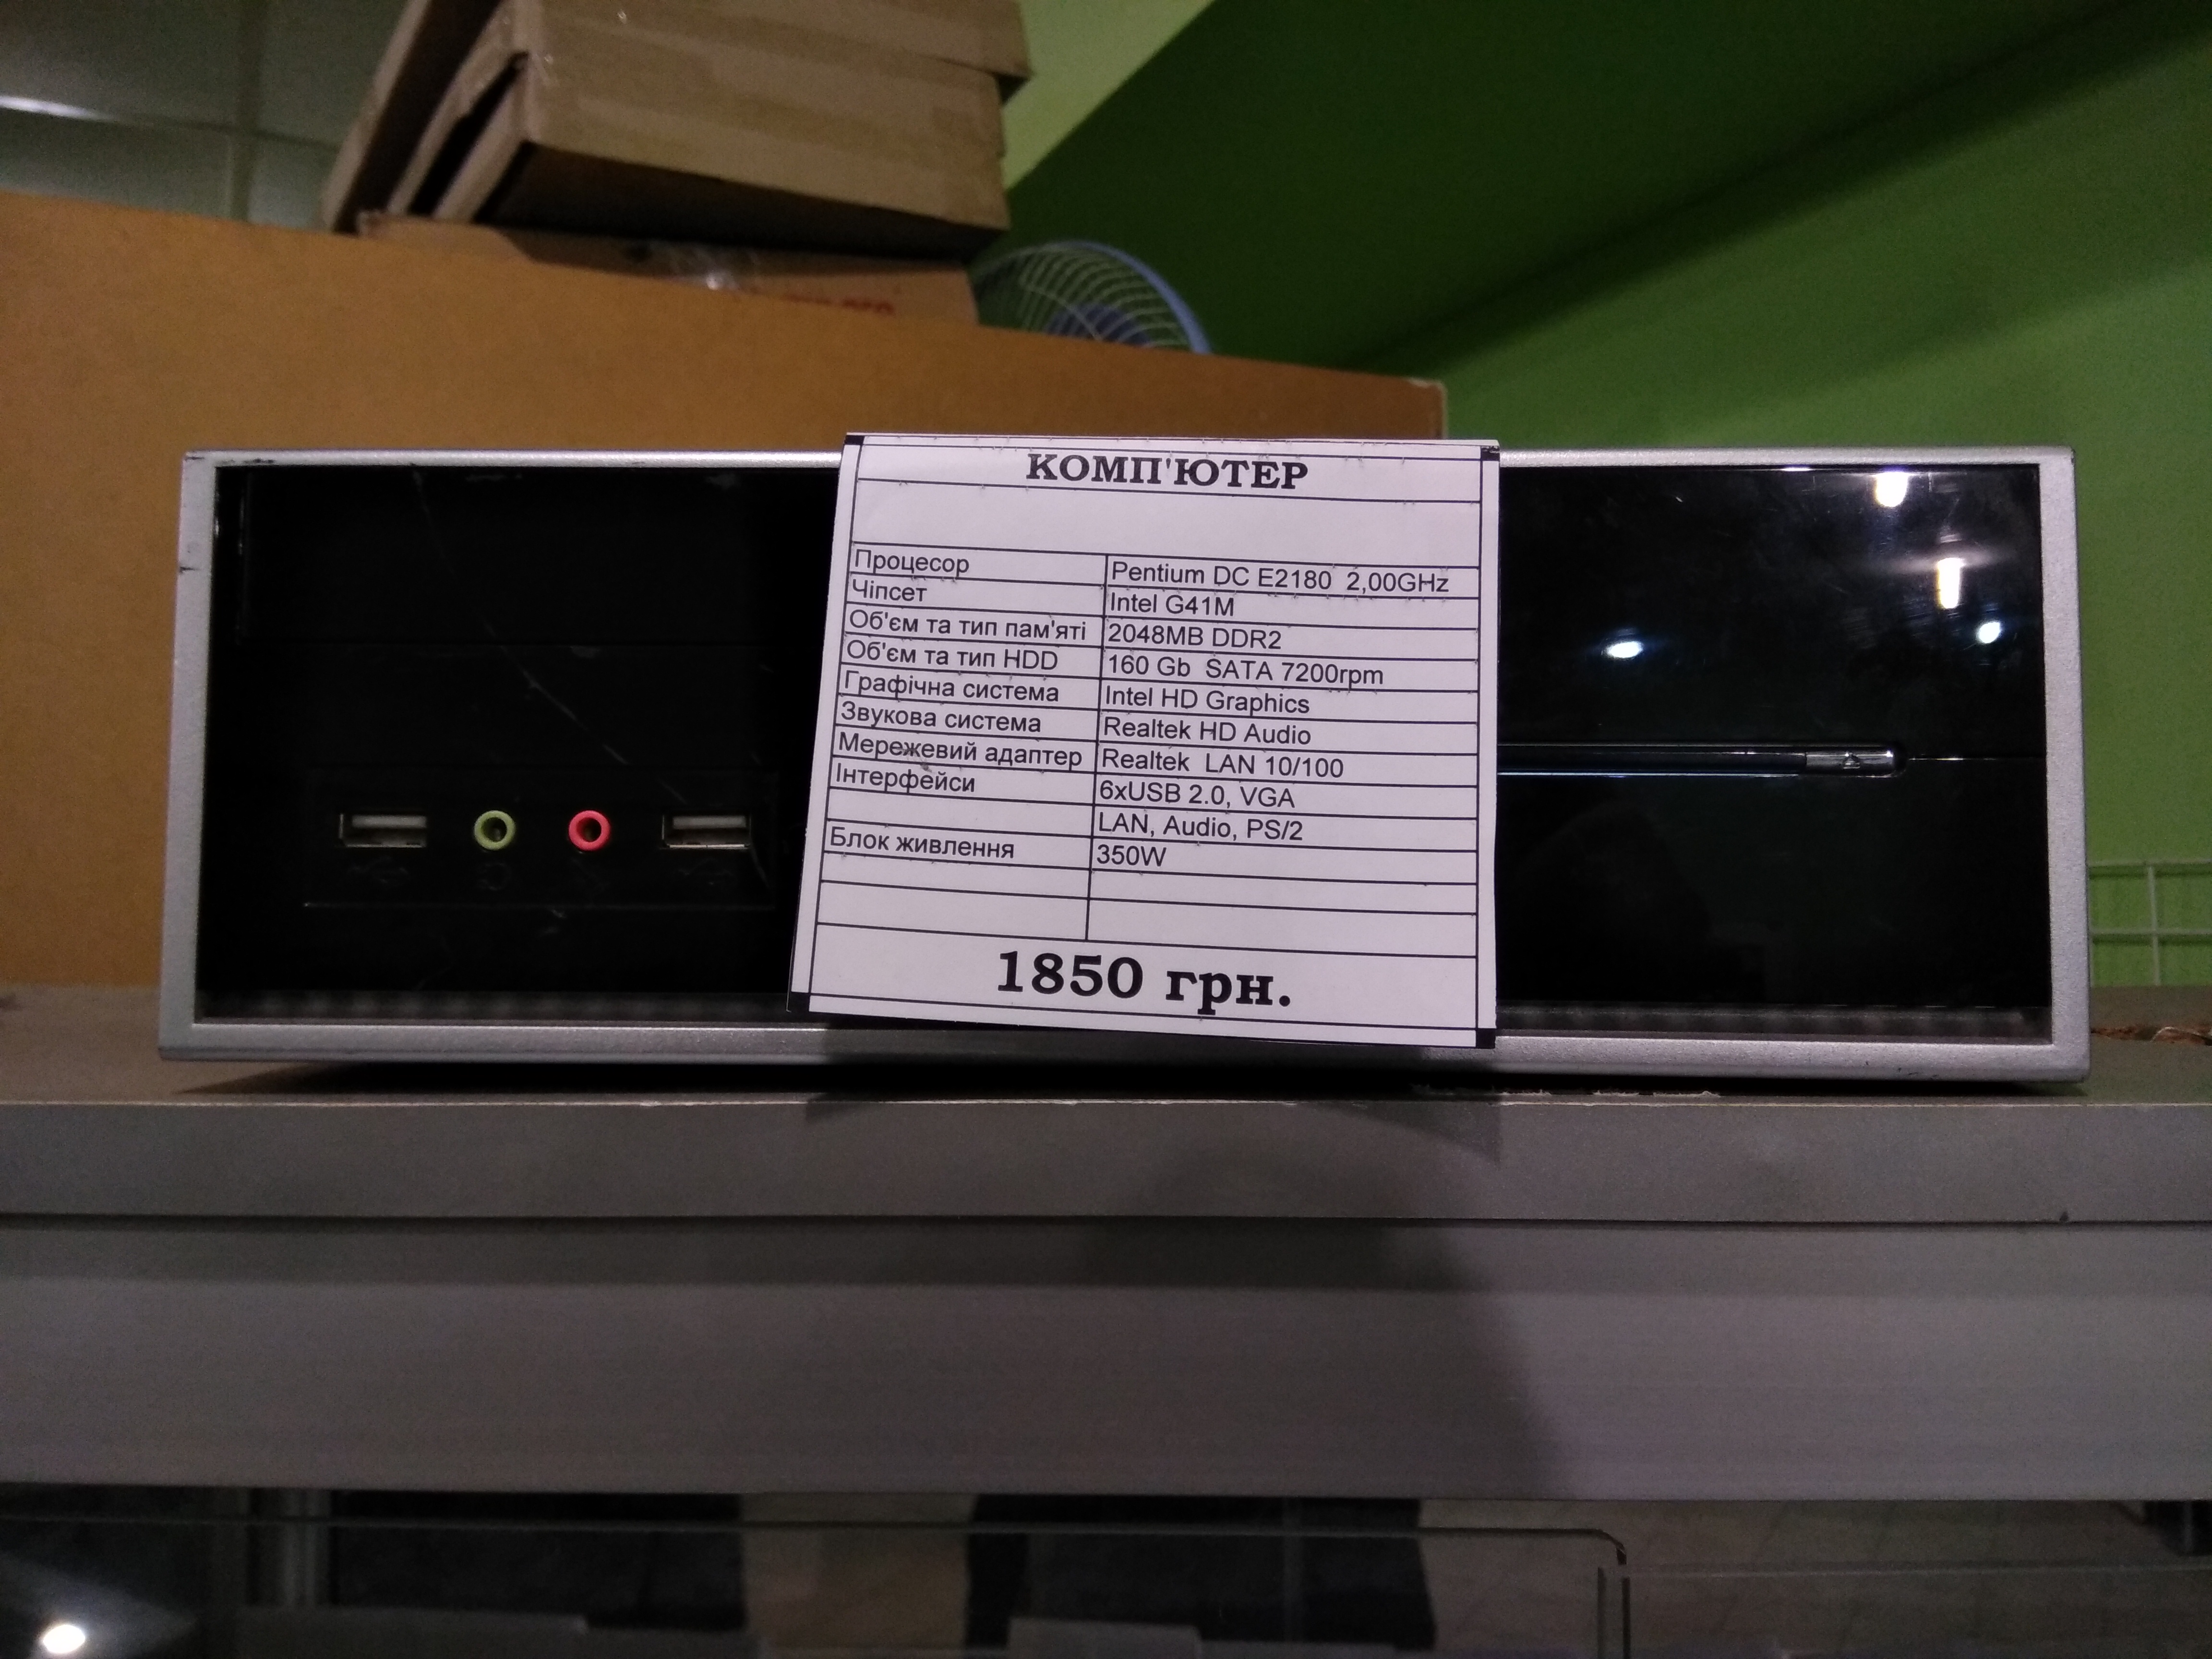 КОМП'ЮТЕР
Процесор Pentium DC E2180 2,00GHz
Чіпсет Intel G41M
Об'єм та тип пам'яті 2048MB DDR2
Об'єм та тип HDD 160 Gb SATA 7200rpm
Графічна система Intel HD Graphics
Звукова система Realtek HD Audio
Мережевий адаптер Realtek LAN 10/100
Інтерфейси 6xUSB 2.0, VGA
LAN, Audio, PS/2
Блок живлення 350W
1850 грн.